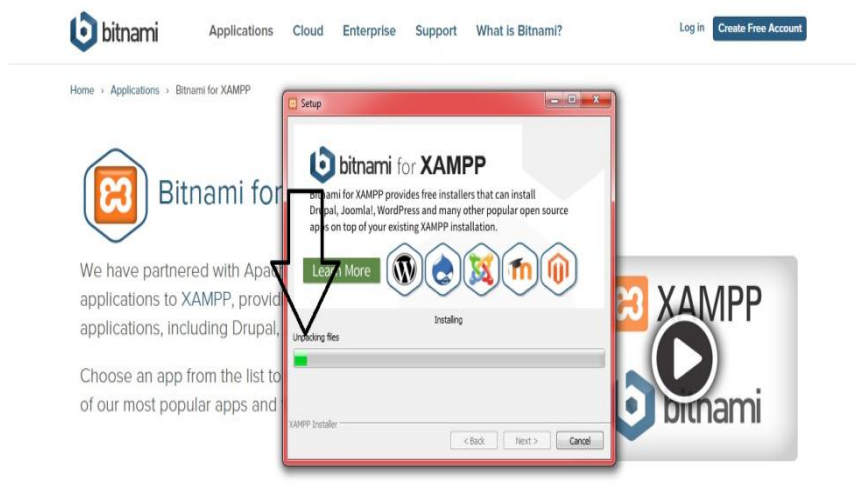 bitnami
Applications Cloud Enterprise Support What is Bitnami?
Log in Create Free Account
Home › Applications › Bitnami for XAMPP
Bitnami for
We have partnered with Apac
applications to XAMPP, provid
applications, including Drupal,
Choose an app from the list to
of our most popular apps and
Setup
bitnami for XAMPP
Bitnami for XAMPP provides free installers that can install
Drupal, Joomla!, WordPress and many other popular open source
apps on top of your existing XAMPP installation.
Learn More
Installing
Unpacking files
XAMPP Installer
< Back Next > Cancel
XAMPP
bitnami